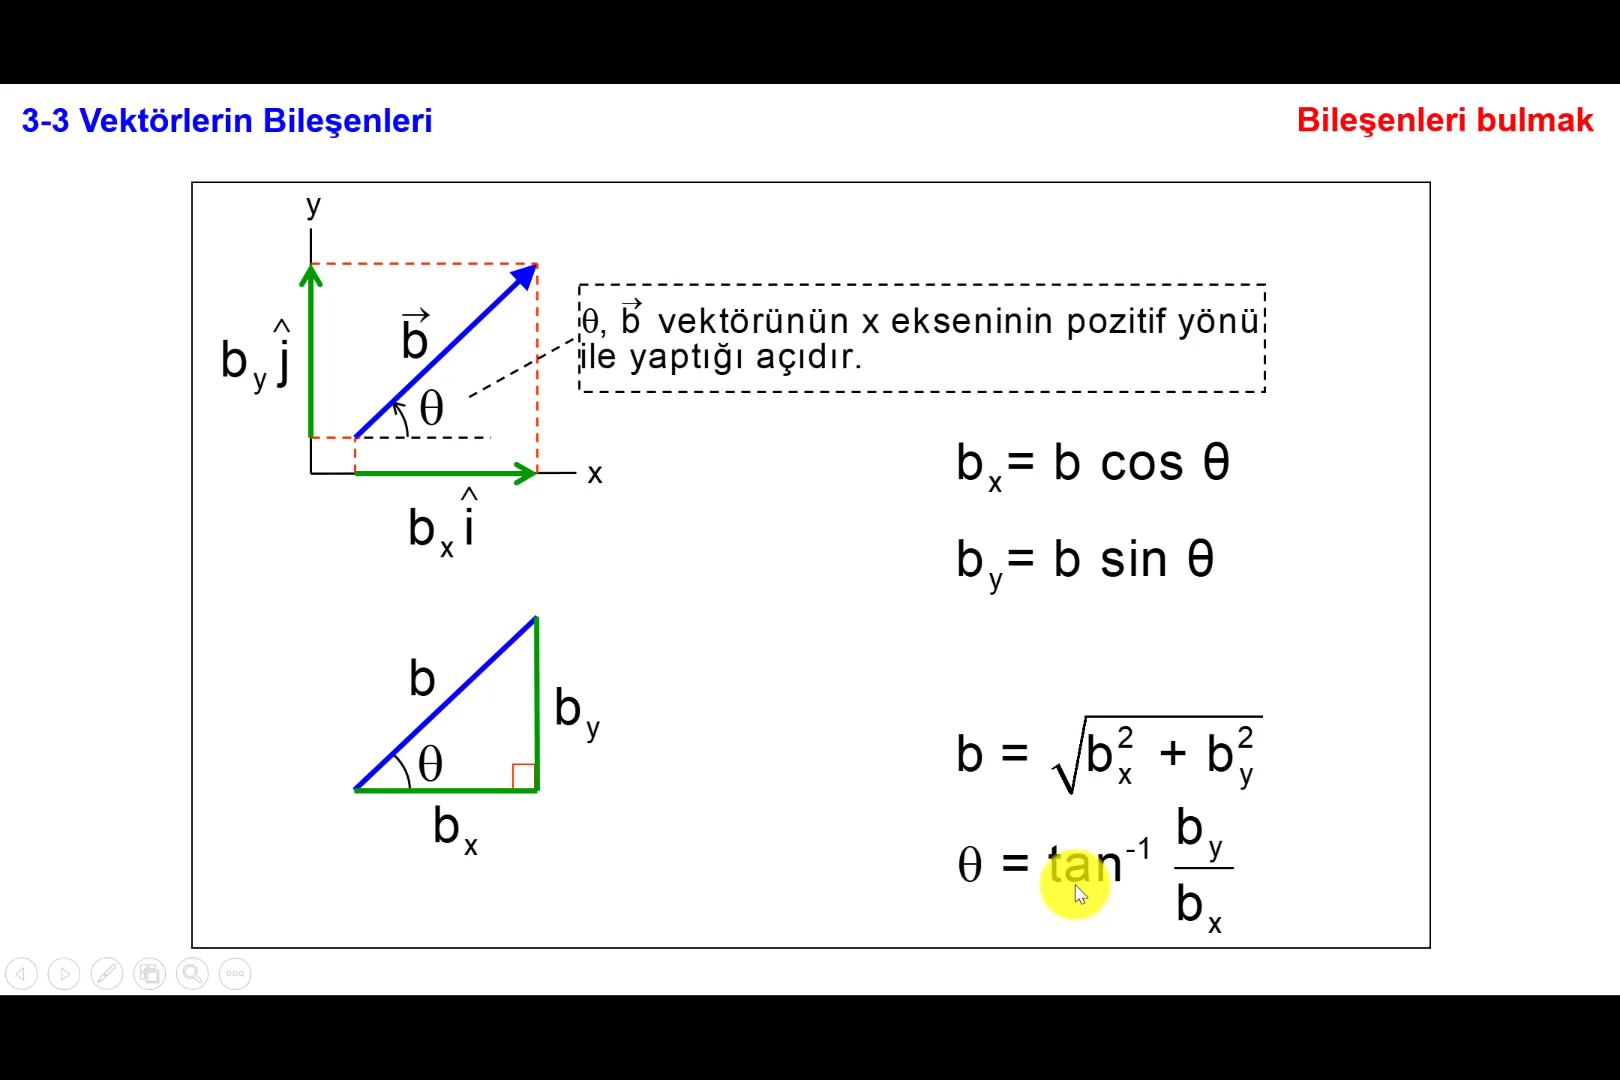 3-3 Vektörlerin Bileşenleri
Bileşenleri bulmak
y
b⃗
θ
b_y ĵ
x
b_x î
θ, b⃗ vektörünün x ekseninin pozitif yönü
ile yaptığı açıdır.
b_x = b cos θ
b_y = b sin θ
b
θ
b_y
b_x
b = √(b_x² + b_y²)
θ = tan⁻¹ b_y / b_x